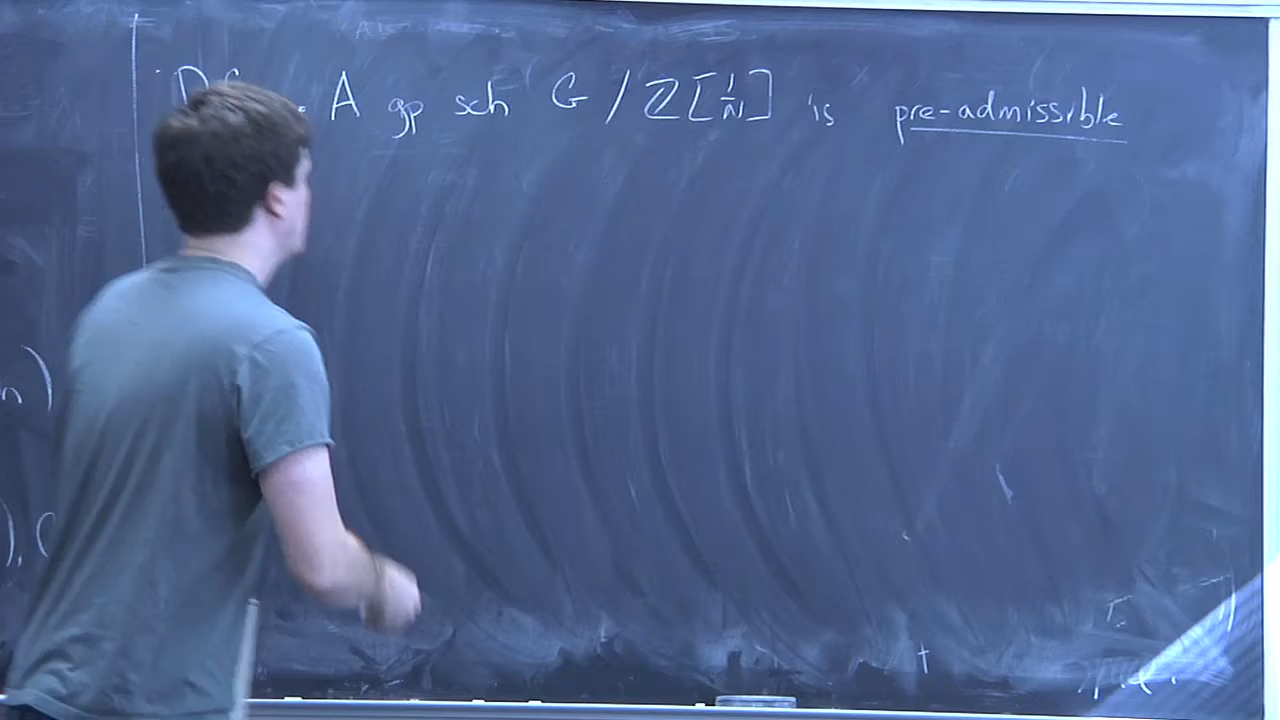 A gp sch G / ℤ[1/N] is pre-admissible
n)
), (